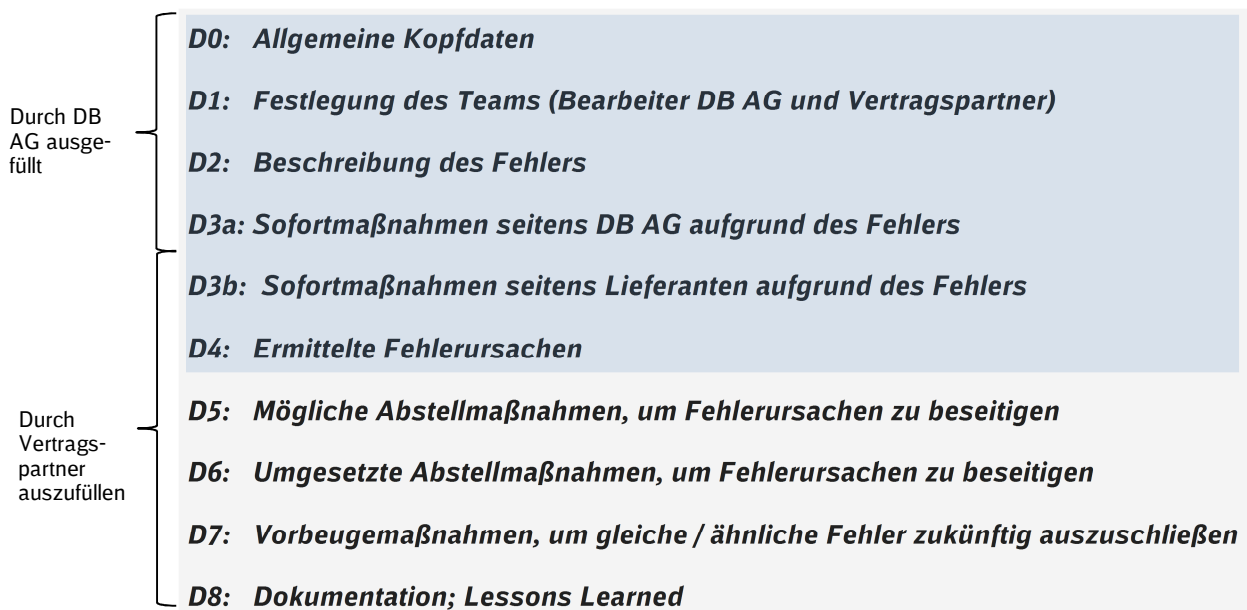 Durch DB
AG ausge-
füllt
D0: Allgemeine Kopfdaten
D1: Festlegung des Teams (Bearbeiter DB AG und Vertragspartner)
D2: Beschreibung des Fehlers
D3a: Sofortmaßnahmen seitens DB AG aufgrund des Fehlers
Durch
Vertrags-
partner
auszufüllen
D3b: Sofortmaßnahmen seitens Lieferanten aufgrund des Fehlers
D4: Ermittelte Fehlerursachen
D5: Mögliche Abstellmaßnahmen, um Fehlerursachen zu beseitigen
D6: Umgesetzte Abstellmaßnahmen, um Fehlerursachen zu beseitigen
D7: Vorbeugemaßnahmen, um gleiche / ähnliche Fehler zukünftig auszuschließen
D8: Dokumentation; Lessons Learned